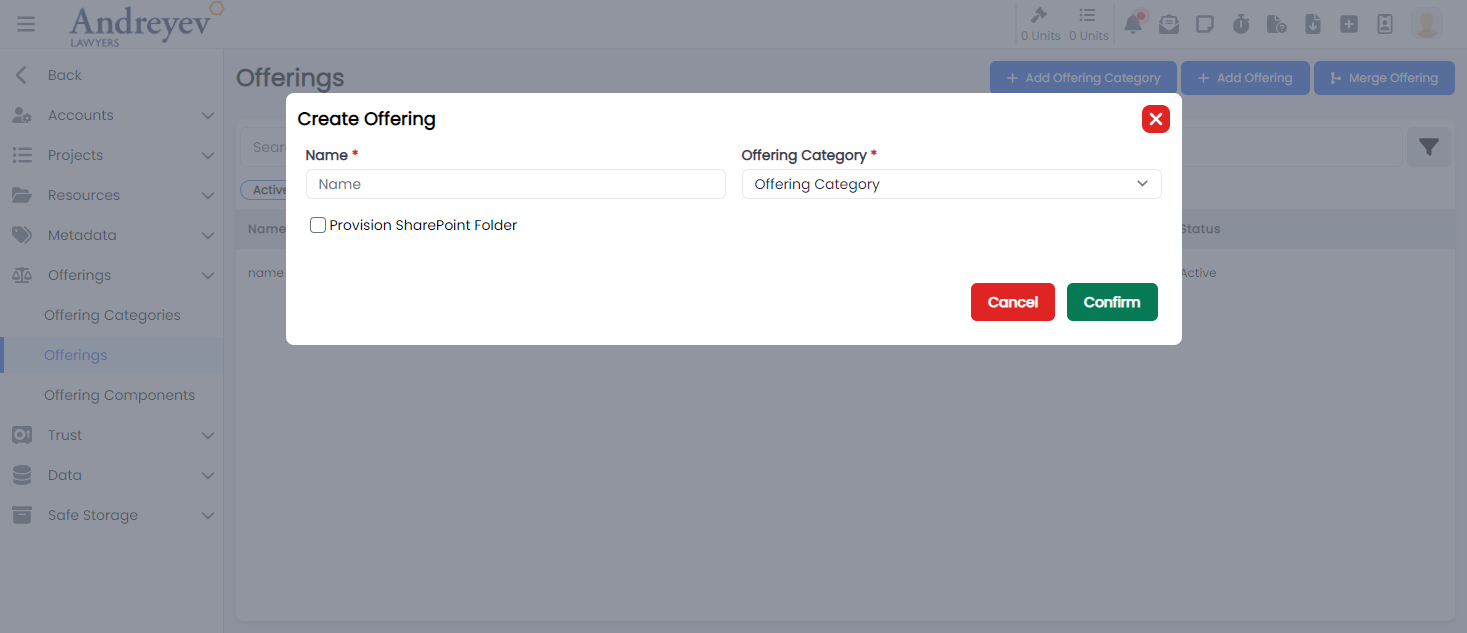 Andreyev
LAWYERS
0 Units 0 Units
Back
Accounts
Projects
Resources
Metadata
Offerings
Offering Categories
Offerings
Offering Components
Trust
Data
Safe Storage
Offerings
+ Add Offering Category
+ Add Offering
Merge Offering
Sear
Active
Name
Status
name
Active
Create Offering
Name *
Name
Offering Category *
Offering Category
Provision SharePoint Folder
Cancel
Confirm